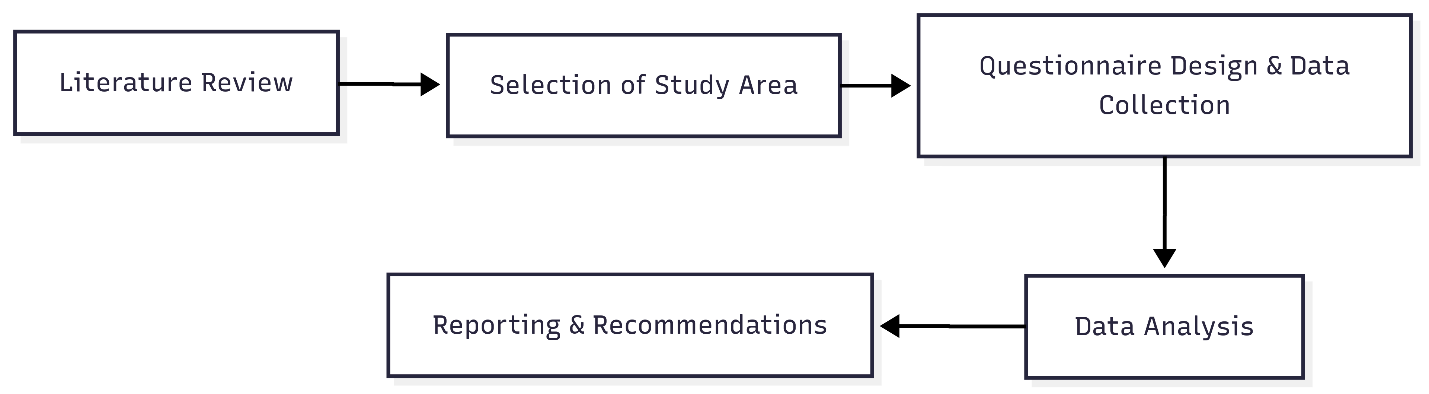 Literature Review
Selection of Study Area
Questionnaire Design & Data
Collection
Data Analysis
Reporting & Recommendations